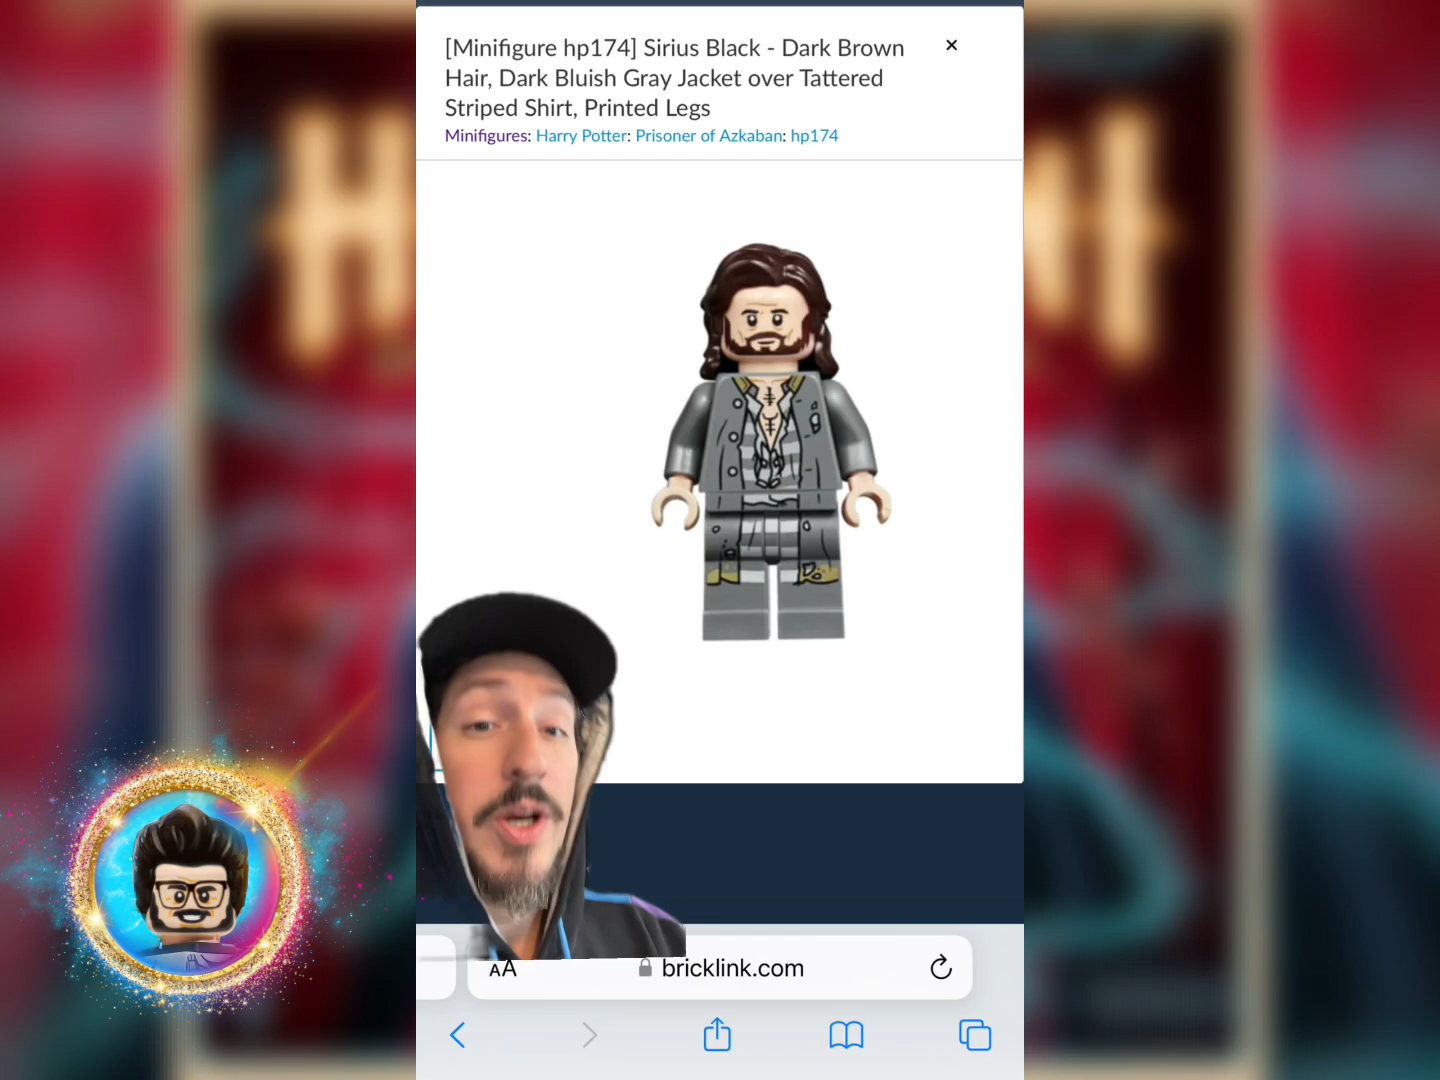 [Minifigure hp174] Sirius Black - Dark Brown
Hair, Dark Bluish Gray Jacket over Tattered
Striped Shirt, Printed Legs
Minifigures: Harry Potter: Prisoner of Azkaban: hp174
AA
bricklink.com